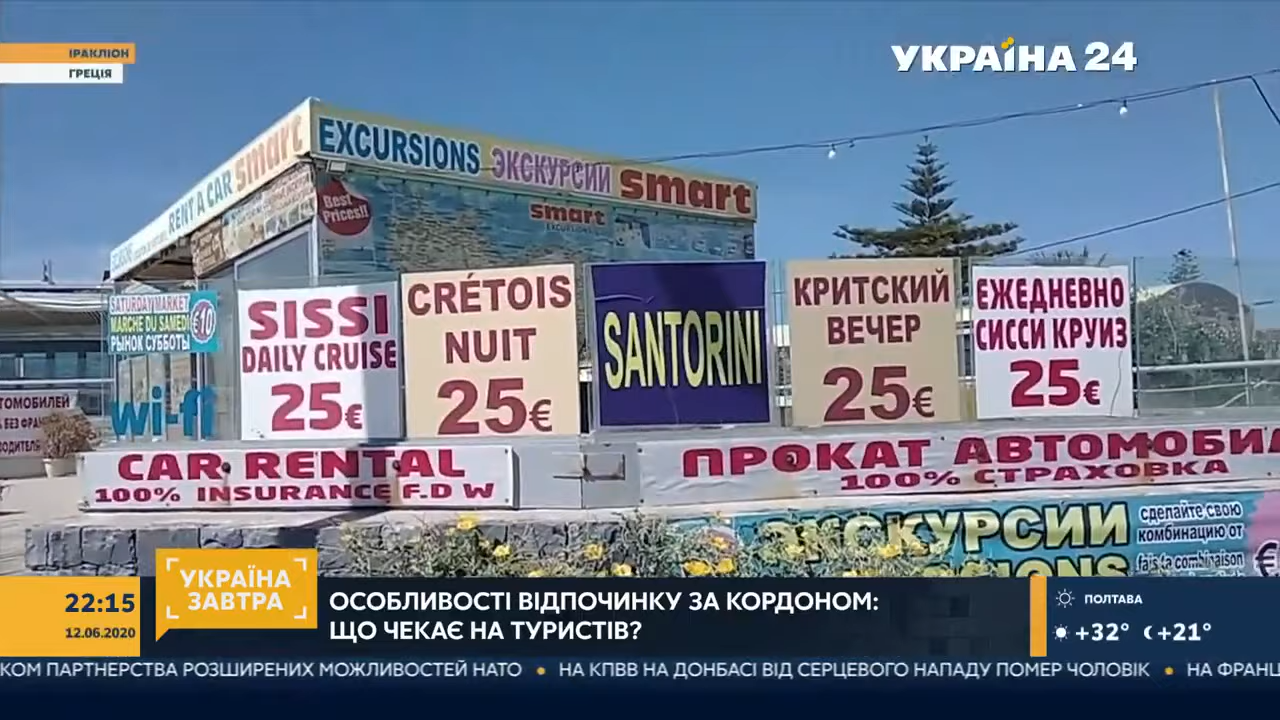 ІРАКЛІОН
ГРЕЦІЯ
УКРАЇНА 24
RENT A CAR smart
EXCURSIONS ЭКСКУРСИИ smart
Best
Prices!!
smart
EXCURSIONS
SATURDAY MARKET
MARCHE DU SAMEDI
РЫНОК СУББОТЫ
€10
wi-fi
SISSI
DAILY CRUISE
25€
CRÉTOIS
NUIT
25€
SANTORINI
КРИТСКИЙ
ВЕЧЕР
25€
ЕЖЕДНЕВНО
СИССИ КРУИЗ
25€
CAR RENTAL
100% INSURANCE F.D W
ПРОКАТ АВТОМОБИ
100% СТРАХОВКА
ЭКСКУРСИИ
сделайте свою
комбинацию от
fais ta combinaison
€
УКРАЇНА
ЗАВТРА
22:15
12.06.2020
ОСОБЛИВОСТІ ВІДПОЧИНКУ ЗА КОРДОНОМ:
ЩО ЧЕКАЄ НА ТУРИСТІВ?
ПОЛТАВА
+32° +21°
КОМ ПАРТНЕРСТВА РОЗШИРЕНИХ МОЖЛИВОСТЕЙ НАТО • НА КПВВ НА ДОНБАСІ ВІД СЕРЦЕВОГО НАПАДУ ПОМЕР ЧОЛОВІК • НА ФРАНЦ